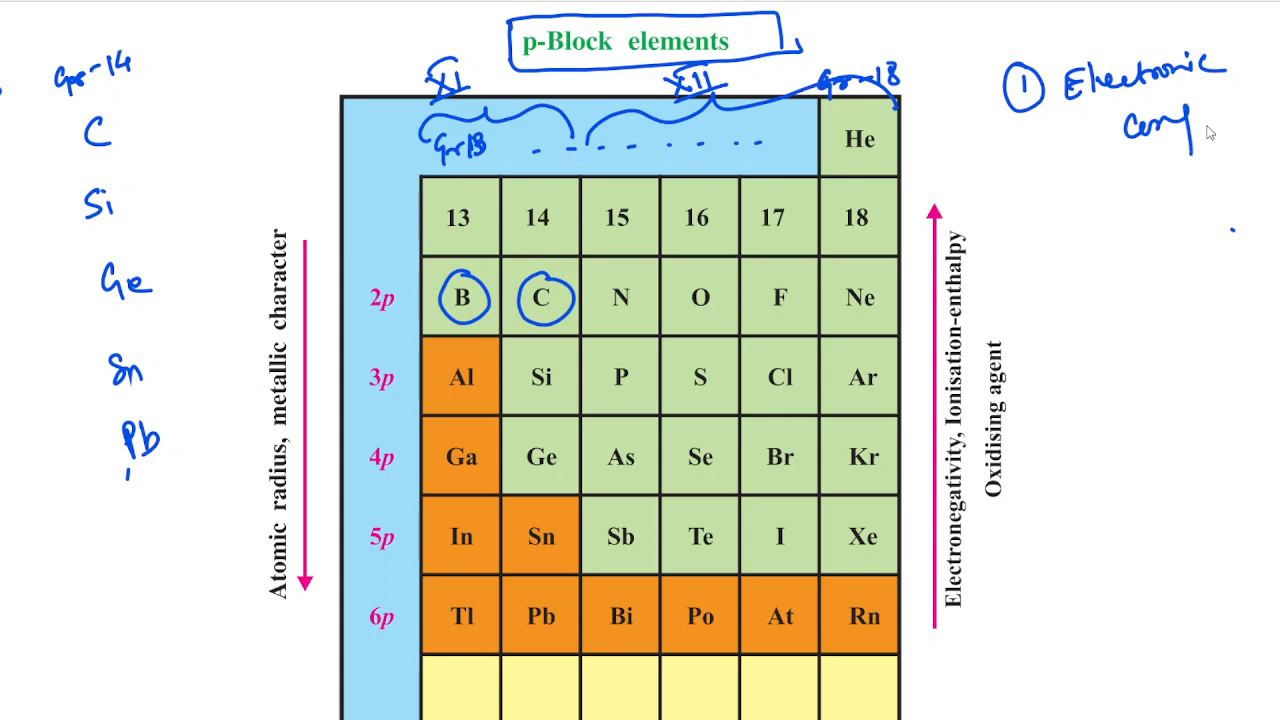 p-Block elements
XI
XII
Gr-18
Gr-14
C
Si
Ge
Sn
Pb
1 Electronic
Conf
Gr 13
He
13 14 15 16 17 18
2p B C N O F Ne
3p Al Si P S Cl Ar
4p Ga Ge As Se Br Kr
5p In Sn Sb Te I Xe
6p Tl Pb Bi Po At Rn
Atomic radius, metallic character
Electronegativity, Ionisation-enthalpy
Oxidising agent